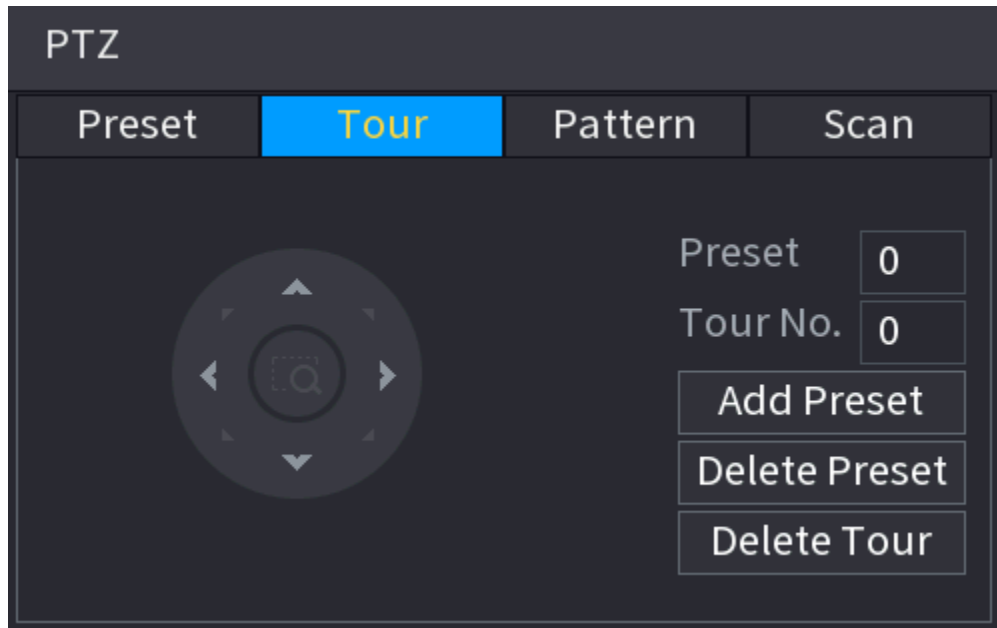 PTZ
Preset Tour Pattern Scan
Preset 0
Tour No. 0
Add Preset
Delete Preset
Delete Tour